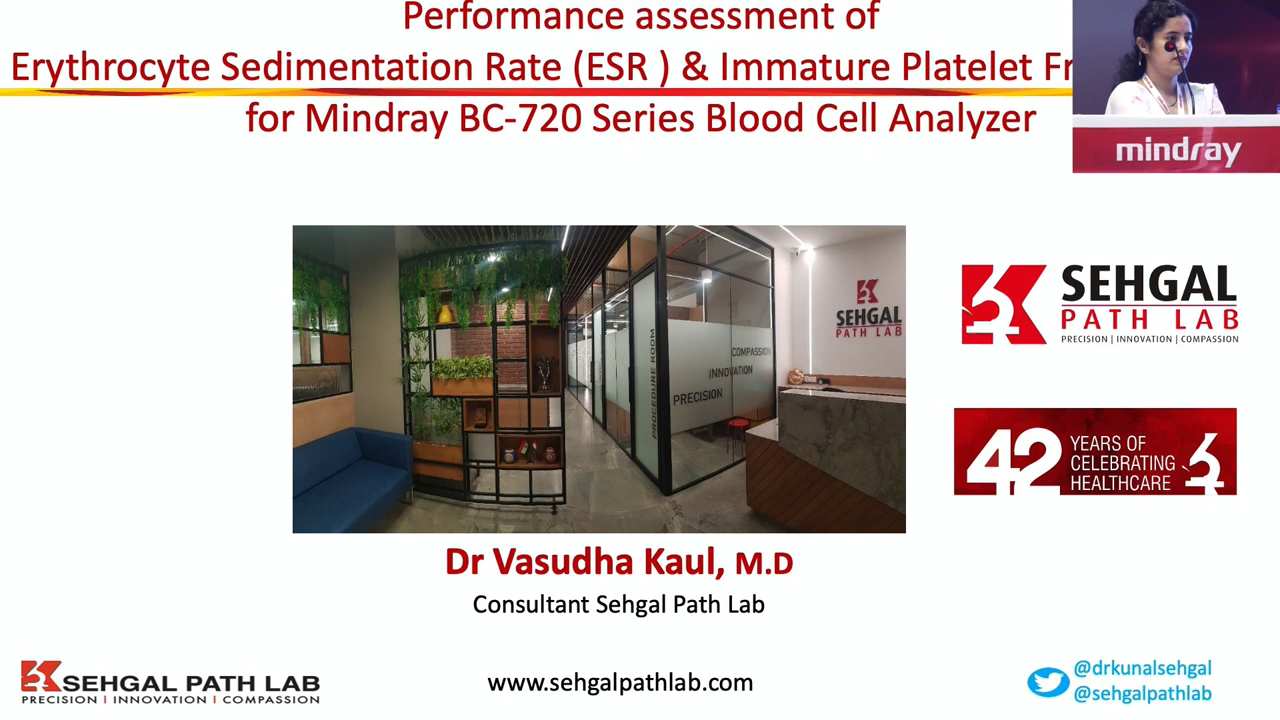 Performance assessment of
Erythrocyte Sedimentation Rate (ESR ) & Immature Platelet Fr
for Mindray BC-720 Series Blood Cell Analyzer
mindray
PROCEDURE ROOM
COMPASSION
INNOVATION
PRECISION
SEHGAL
PATH LAB
SEHGAL
PATH LAB
PRECISION | INNOVATION | COMPASSION
42 YEARS OF
CELEBRATING
HEALTHCARE
Dr Vasudha Kaul, M.D
Consultant Sehgal Path Lab
SEHGAL PATH LAB
PRECISION I INNOVATION I COMPASSION
www.sehgalpathlab.com
@drkunalsehgal
@sehgalpathlab